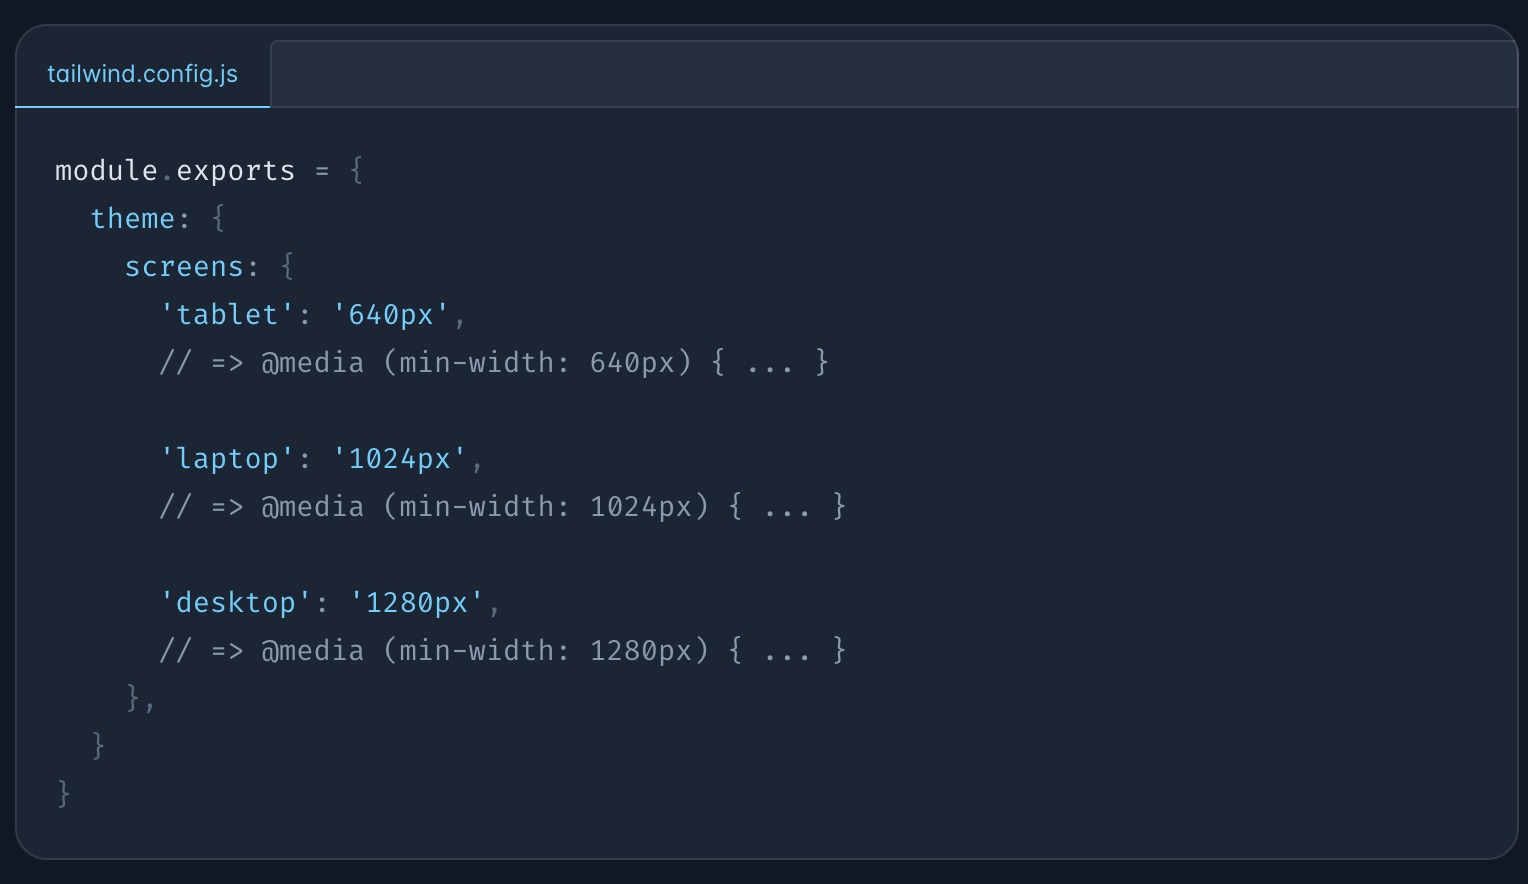 tailwind.config.js
module.exports = {
  theme: {
    screens: {
      'tablet': '640px',
      // => @media (min-width: 640px) { ... }

      'laptop': '1024px',
      // => @media (min-width: 1024px) { ... }

      'desktop': '1280px',
      // => @media (min-width: 1280px) { ... }
    },
  }
}